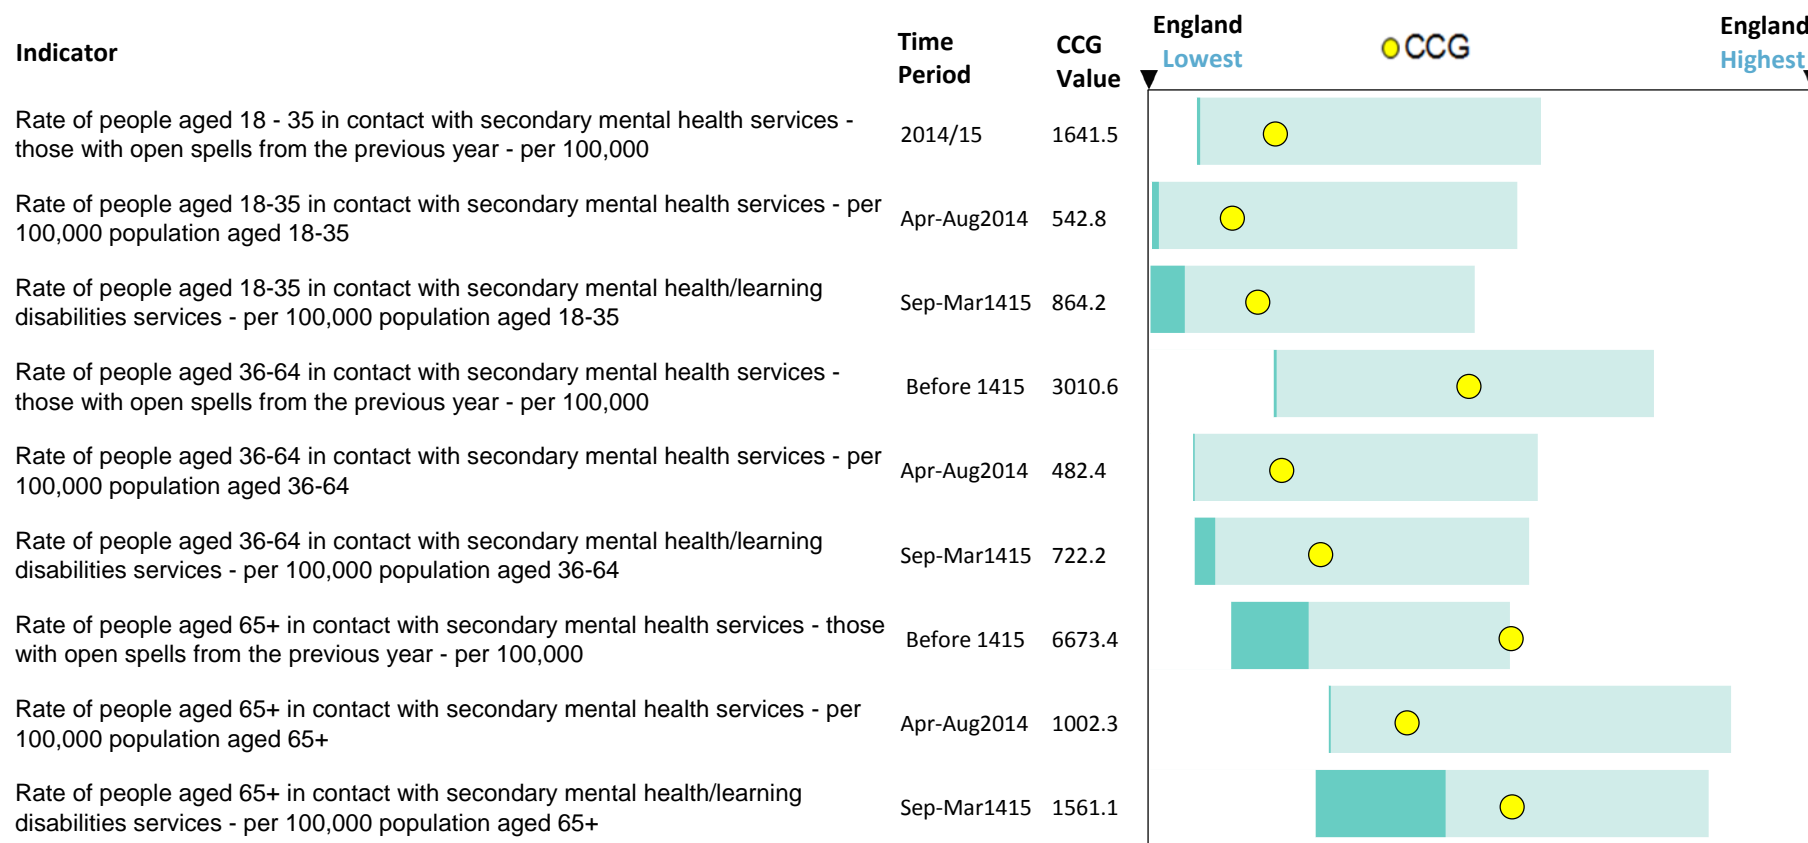 Indicator
Time
Period
CCG
Value
England
Lowest
CCG
England
Highest
Rate of people aged 18 - 35 in contact with secondary mental health services -
those with open spells from the previous year - per 100,000
2014/15
1641.5
Rate of people aged 18-35 in contact with secondary mental health services - per
100,000 population aged 18-35
Apr-Aug2014
542.8
Rate of people aged 18-35 in contact with secondary mental health/learning
disabilities services - per 100,000 population aged 18-35
Sep-Mar1415
864.2
Rate of people aged 36-64 in contact with secondary mental health services -
those with open spells from the previous year - per 100,000
Before 1415
3010.6
Rate of people aged 36-64 in contact with secondary mental health services - per
100,000 population aged 36-64
Apr-Aug2014
482.4
Rate of people aged 36-64 in contact with secondary mental health/learning
disabilities services - per 100,000 population aged 36-64
Sep-Mar1415
722.2
Rate of people aged 65+ in contact with secondary mental health services - those
with open spells from the previous year - per 100,000
Before 1415
6673.4
Rate of people aged 65+ in contact with secondary mental health services - per
100,000 population aged 65+
Apr-Aug2014
1002.3
Rate of people aged 65+ in contact with secondary mental health/learning
disabilities services - per 100,000 population aged 65+
Sep-Mar1415
1561.1